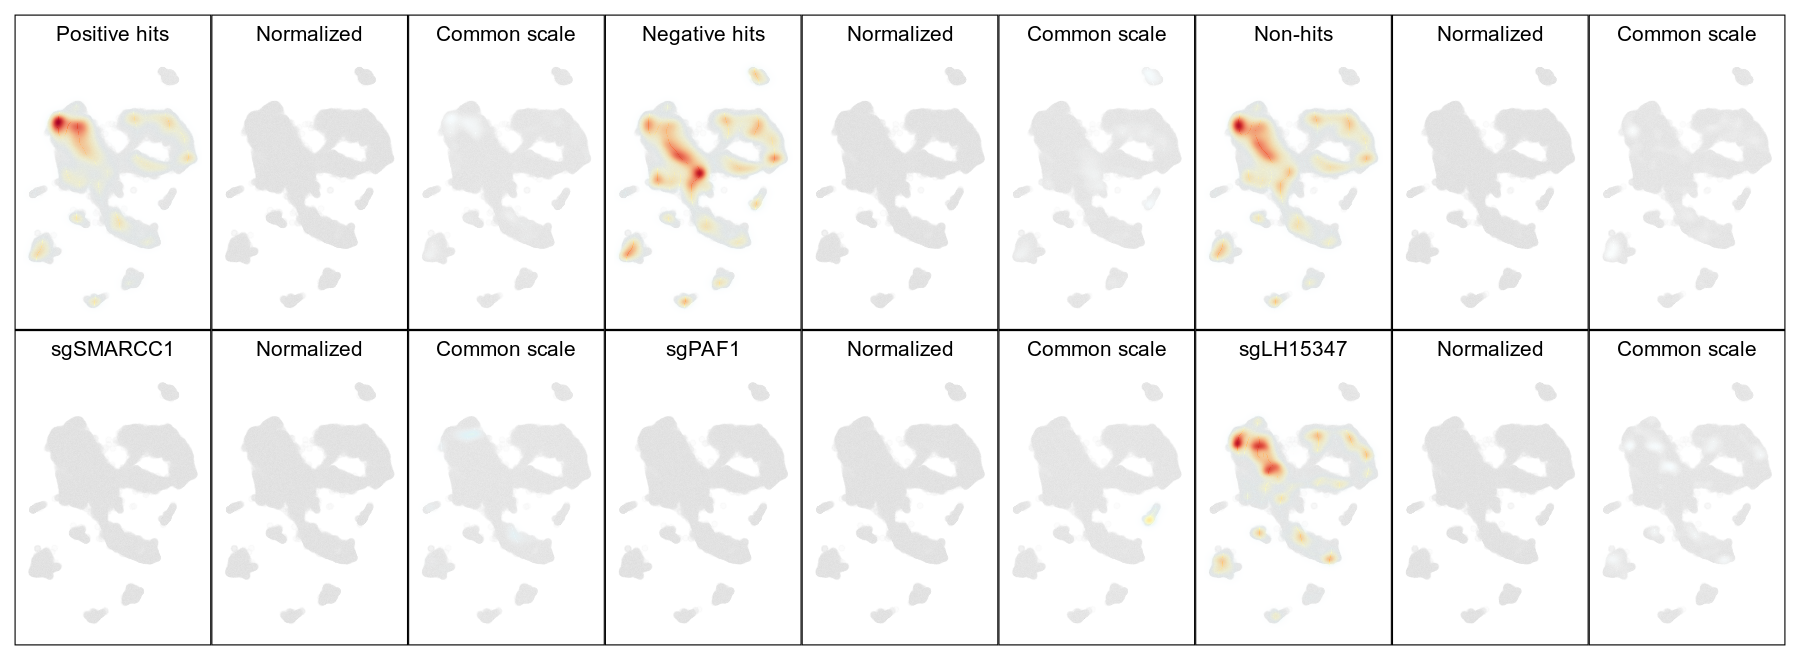 Positive hits
Normalized
Common scale
Negative hits
Normalized
Common scale
Non-hits
Normalized
Common scale
sgSMARCC1
Normalized
Common scale
sgPAF1
Normalized
Common scale
sgLH15347
Normalized
Common scale